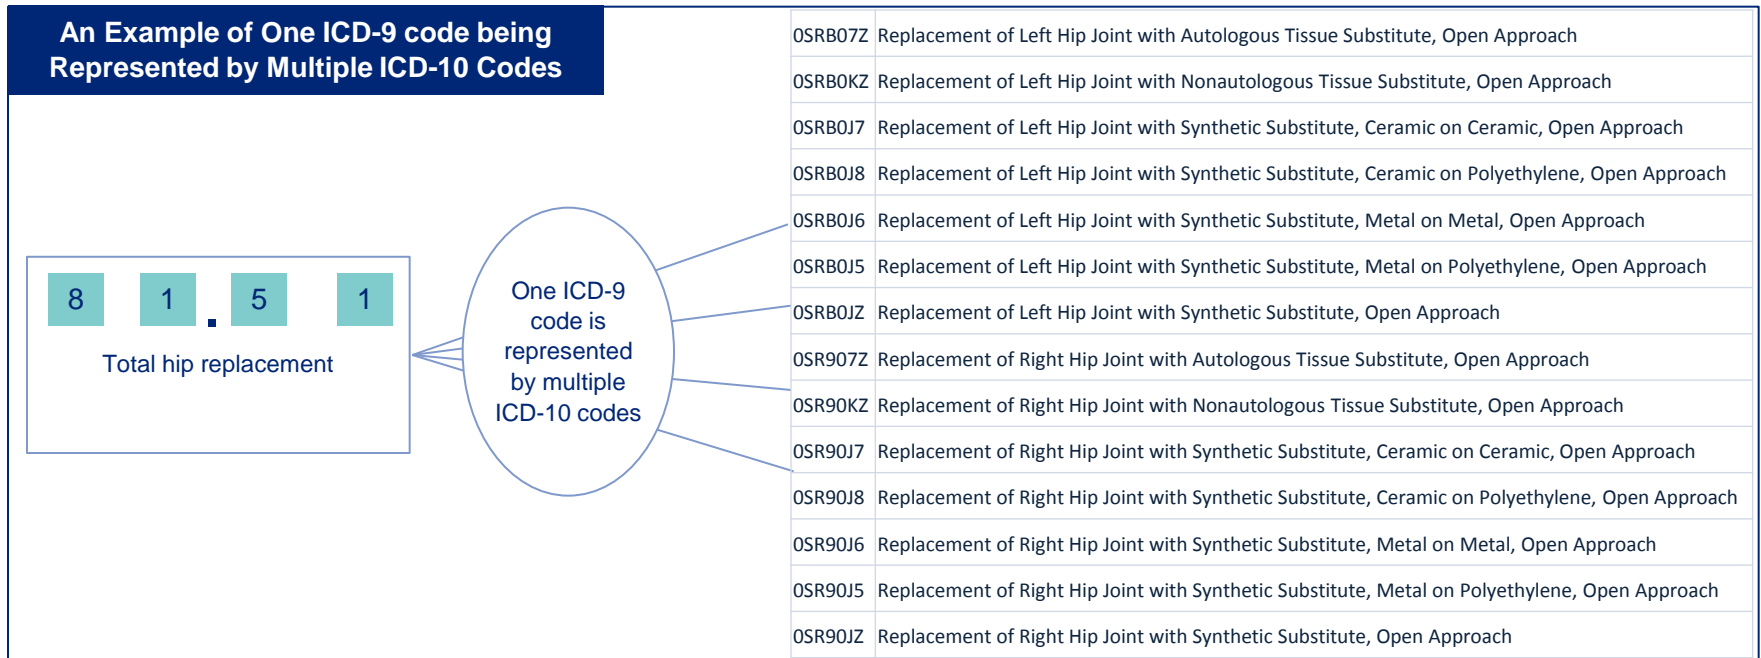 An Example of One ICD-9 code being
Represented by Multiple ICD-10 Codes
8 1 . 5 1
Total hip replacement
One ICD-9
code is
represented
by multiple
ICD-10 codes
0SRB07Z Replacement of Left Hip Joint with Autologous Tissue Substitute, Open Approach
0SRB0KZ Replacement of Left Hip Joint with Nonautologous Tissue Substitute, Open Approach
0SRB0J7 Replacement of Left Hip Joint with Synthetic Substitute, Ceramic on Ceramic, Open Approach
0SRB0J8 Replacement of Left Hip Joint with Synthetic Substitute, Ceramic on Polyethylene, Open Approach
0SRB0J6 Replacement of Left Hip Joint with Synthetic Substitute, Metal on Metal, Open Approach
0SRB0J5 Replacement of Left Hip Joint with Synthetic Substitute, Metal on Polyethylene, Open Approach
0SRB0JZ Replacement of Left Hip Joint with Synthetic Substitute, Open Approach
0SR907Z Replacement of Right Hip Joint with Autologous Tissue Substitute, Open Approach
0SR90KZ Replacement of Right Hip Joint with Nonautologous Tissue Substitute, Open Approach
0SR90J7 Replacement of Right Hip Joint with Synthetic Substitute, Ceramic on Ceramic, Open Approach
0SR90J8 Replacement of Right Hip Joint with Synthetic Substitute, Ceramic on Polyethylene, Open Approach
0SR90J6 Replacement of Right Hip Joint with Synthetic Substitute, Metal on Metal, Open Approach
0SR90J5 Replacement of Right Hip Joint with Synthetic Substitute, Metal on Polyethylene, Open Approach
0SR90JZ Replacement of Right Hip Joint with Synthetic Substitute, Open Approach